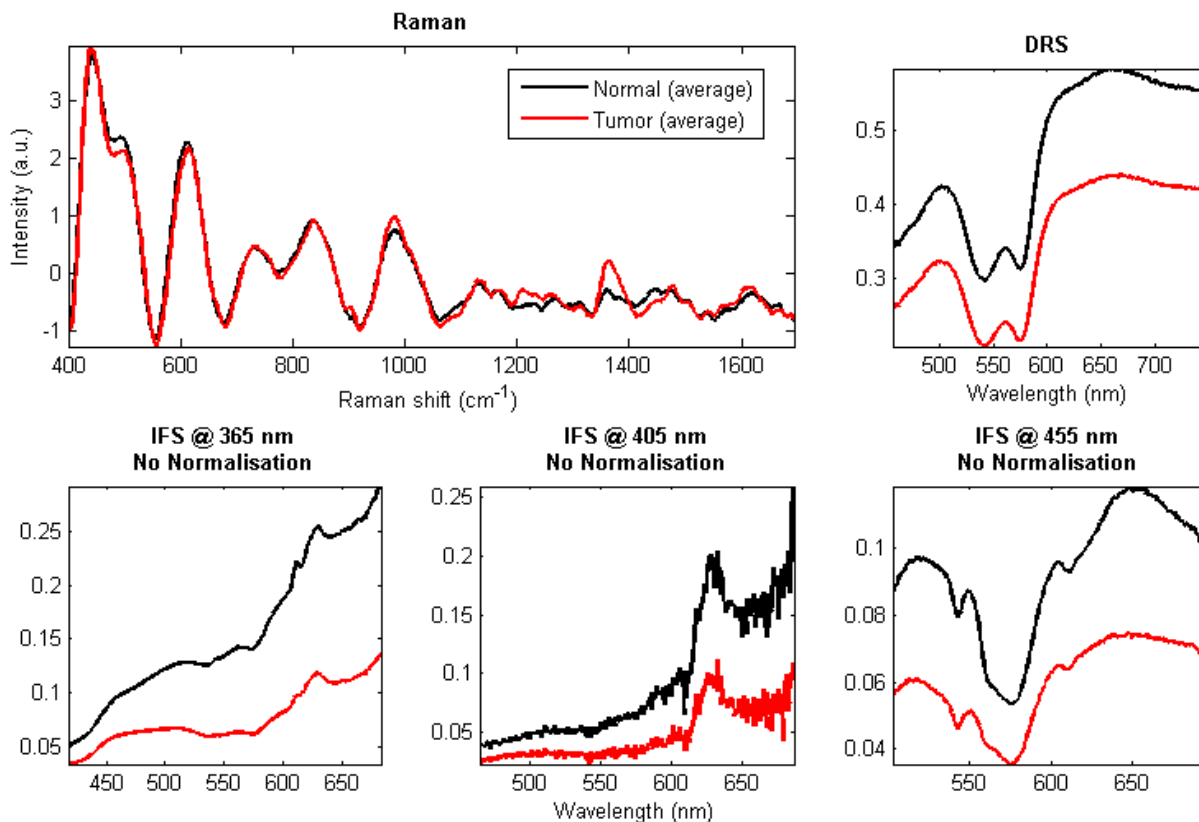 Raman
3
2
1
0
-1
Intensity (a.u.)
Normal (average)
Tumor (average)
400 600 800 1000 1200 1400 1600
Raman shift (cm-1)
DRS
0.5
0.4
0.3
500 550 600 650 700
Wavelength (nm)
IFS @ 365 nm
No Normalisation
0.25
0.2
0.15
0.1
0.05
450 500 550 600 650
IFS @ 405 nm
No Normalisation
0.25
0.2
0.15
0.1
0.05
500 550 600 650
Wavelength (nm)
IFS @ 455 nm
No Normalisation
0.1
0.08
0.06
0.04
550 600 650